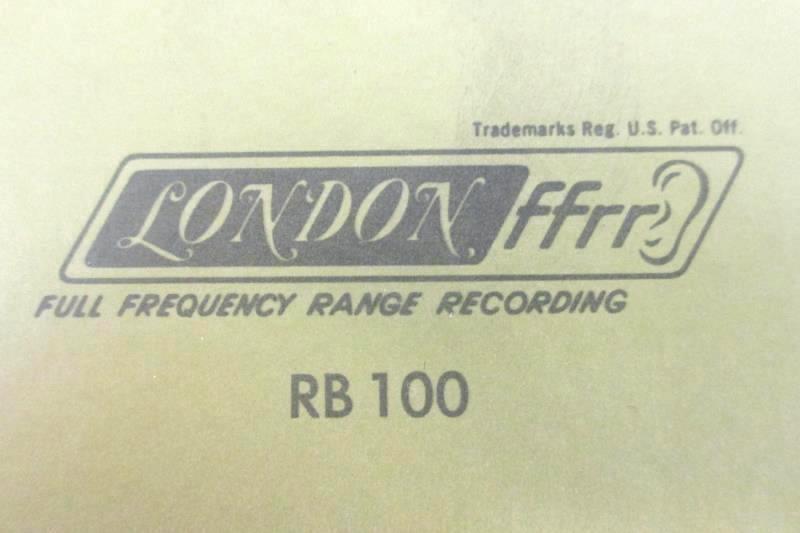 Trademarks Reg. U.S. Pat. Off.
LONDON ffrr
FULL FREQUENCY RANGE RECORDING
RB 100